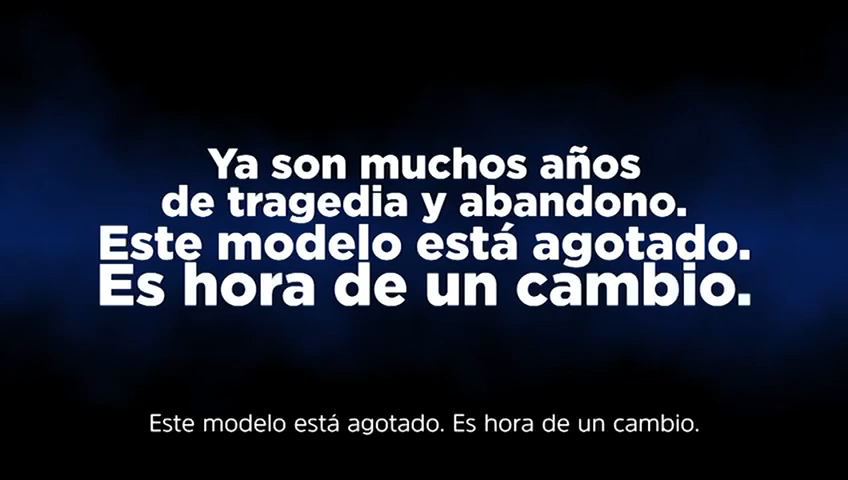 Ya son muchos años
de tragedia y abandono.
Este modelo está agotado.
Es hora de un cambio.
Este modelo está agotado. Es hora de un cambio.